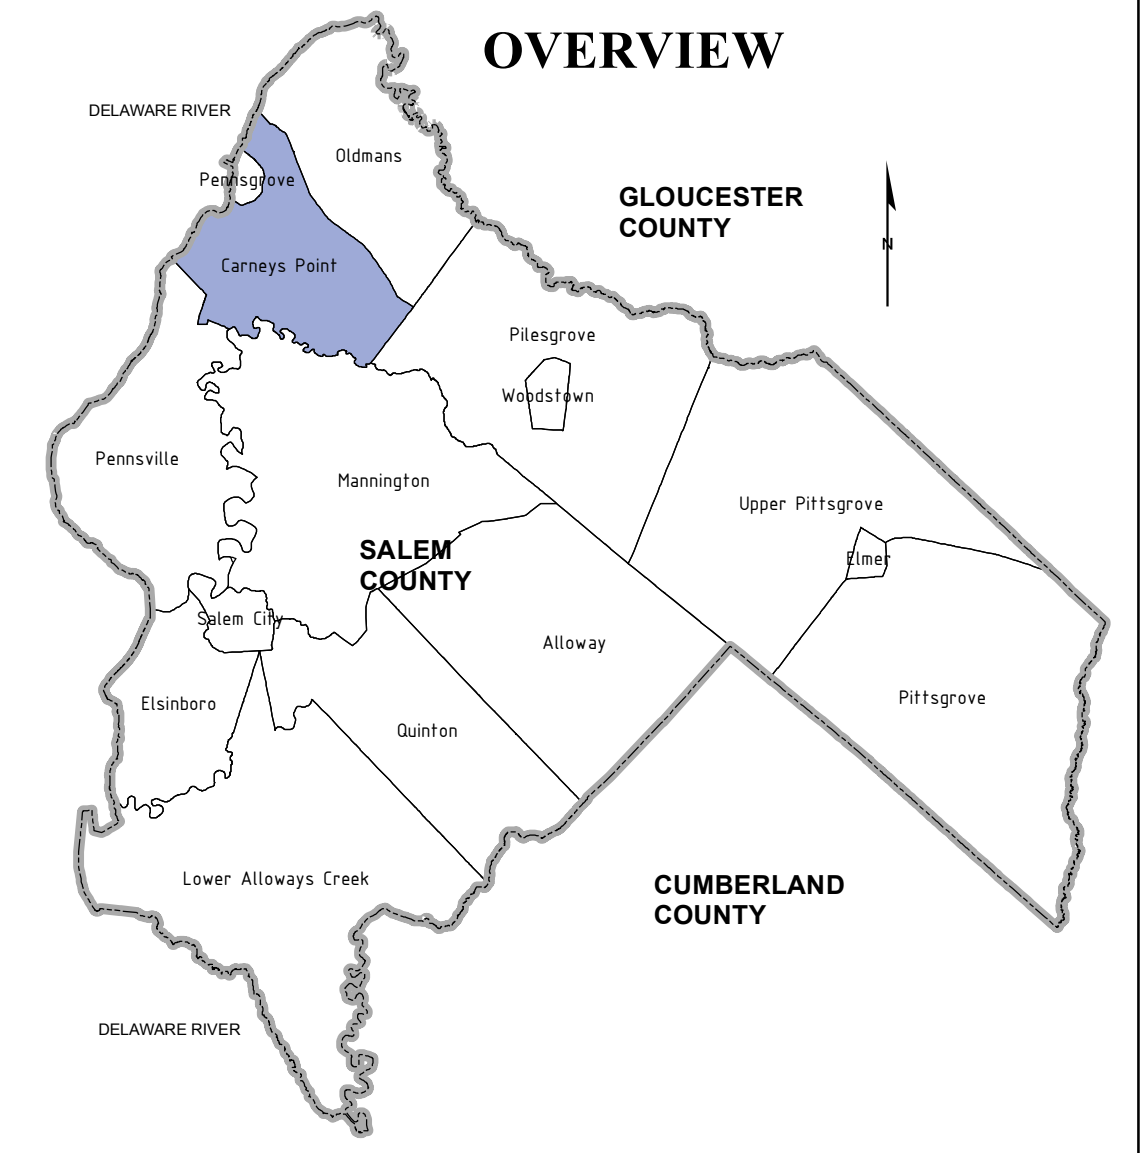 OVERVIEW
DELAWARE RIVER
Oldmans
Pennsgrove
GLOUCESTER
COUNTY
N
Carneys Point
Pilesgrove
Woodstown
Pennsville
Mannington
Upper Pittsgrove
SALEM
COUNTY
Elmer
Salem City
Alloway
Elsinboro
Pittsgrove
Quinton
Lower Alloways Creek
CUMBERLAND
COUNTY
DELAWARE RIVER